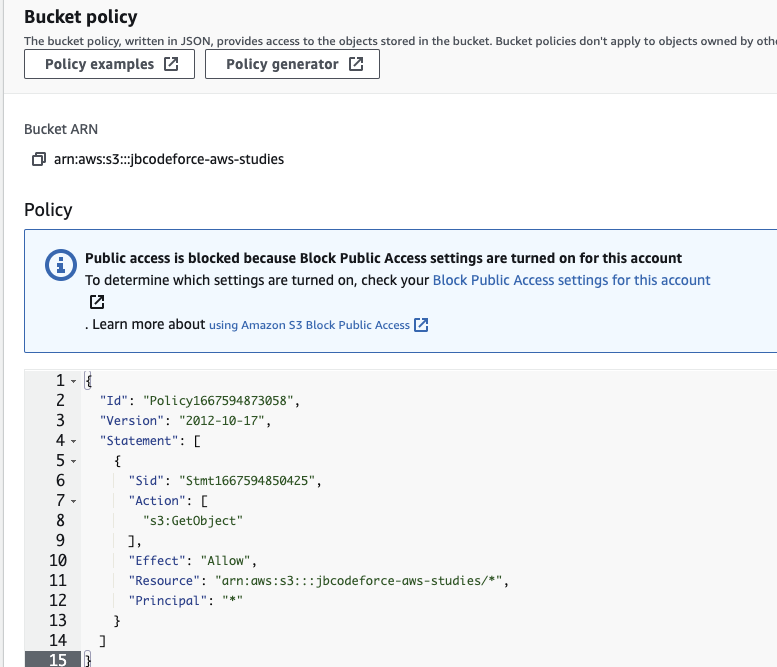 Bucket policy
The bucket policy, written in JSON, provides access to the objects stored in the bucket. Bucket policies don't apply to objects owned by
Policy examples
Policy generator
Bucket ARN
arn:aws:s3:::jbcodeforce-aws-studies
Policy
Public access is blocked because Block Public Access settings are turned on for this account
To determine which settings are turned on, check your Block Public Access settings for this account
. Learn more about using Amazon S3 Block Public Access
1 {
2 "Id": "Policy1667594873058",
3 "Version": "2012-10-17",
4 "Statement": [
5 {
6 "Sid": "Stmt1667594850425",
7 "Action": [
8 "s3:GetObject"
9 ],
10 "Effect": "Allow",
11 "Resource": "arn:aws:s3:::jbcodeforce-aws-studies/*",
12 "Principal": "*"
13 }
14 ]
15 }